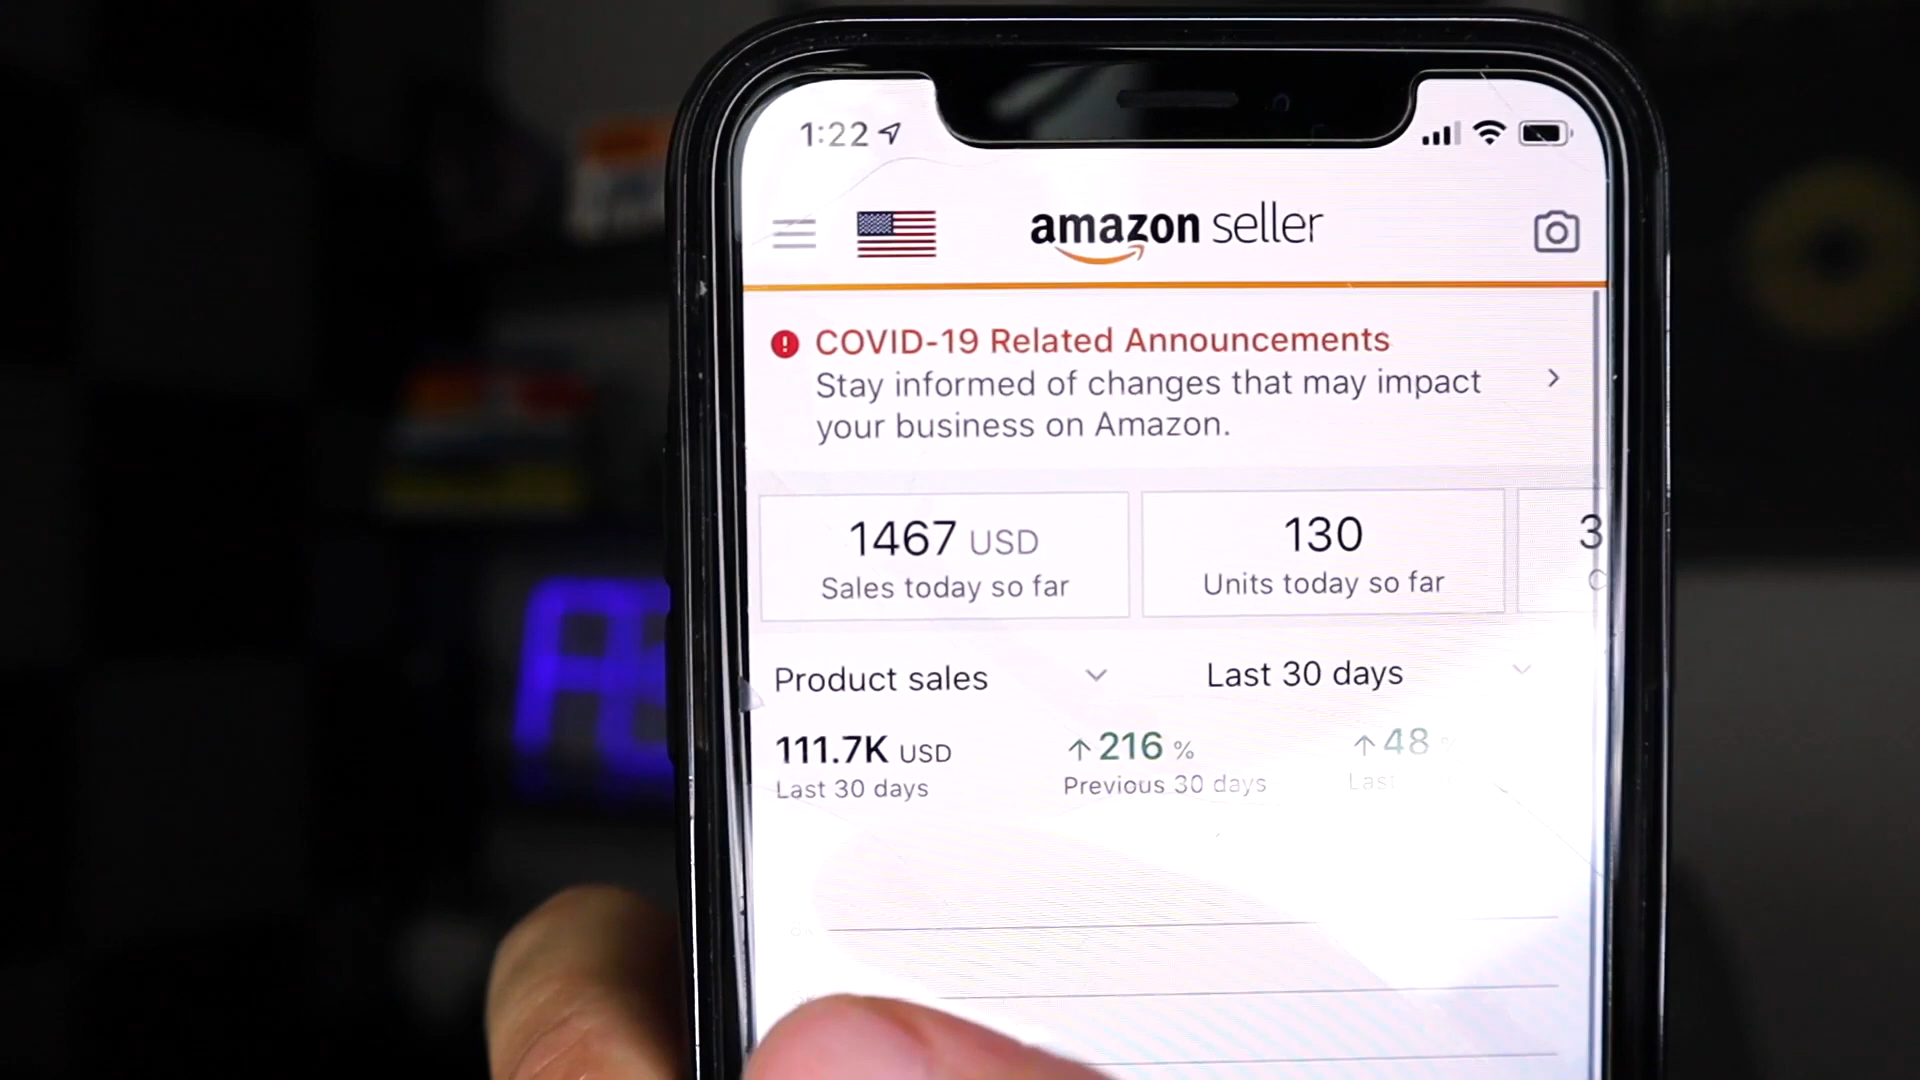 1:22
amazon seller
COVID-19 Related Announcements
Stay informed of changes that may impact
your business on Amazon.
1467 USD
Sales today so far
130
Units today so far
3
Product sales
Last 30 days
111.7K USD
Last 30 days
↑216 %
Previous 30 days
↑48 %
Last